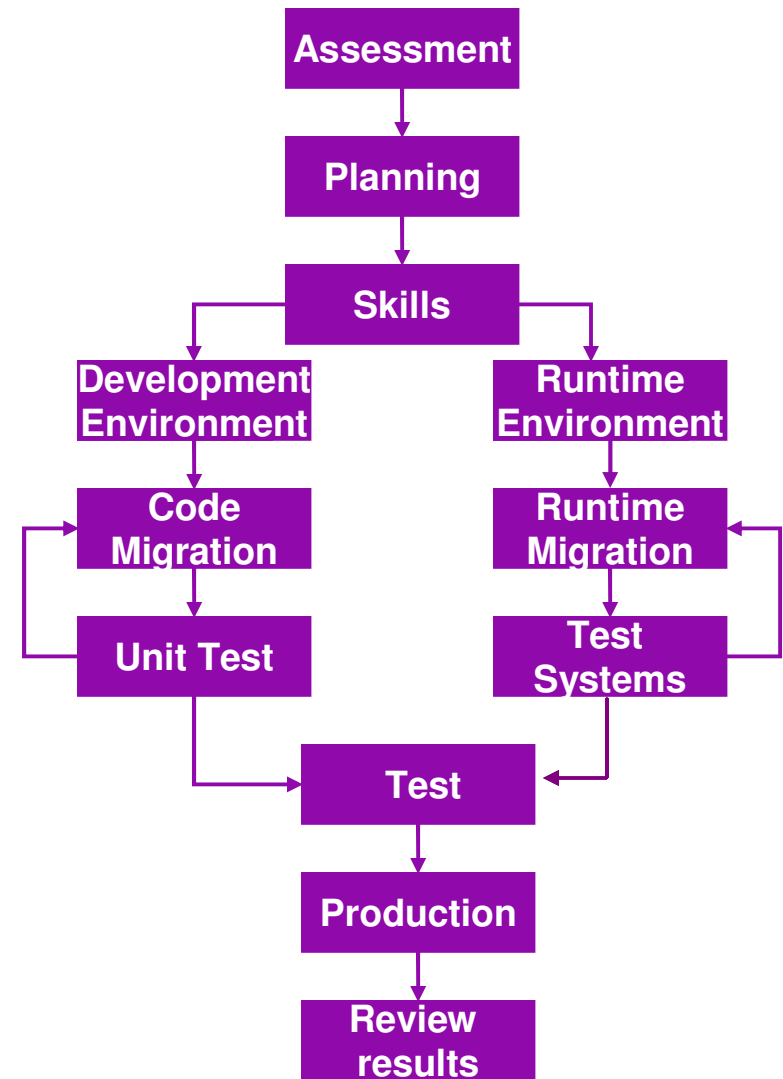 Assessment
Planning
Skills
Development
Environment
Runtime
Environment
Code
Migration
Runtime
Migration
Unit Test
Test
Systems
Test
Production
Review
results